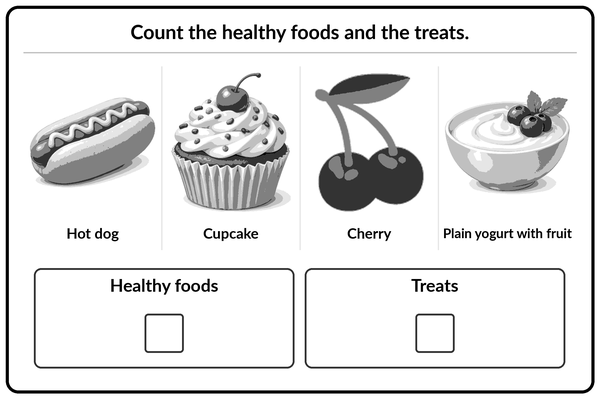 Count the healthy foods and the treats.
Hot dog
Cupcake
Cherry
Plain yogurt with fruit
Healthy foods
Treats